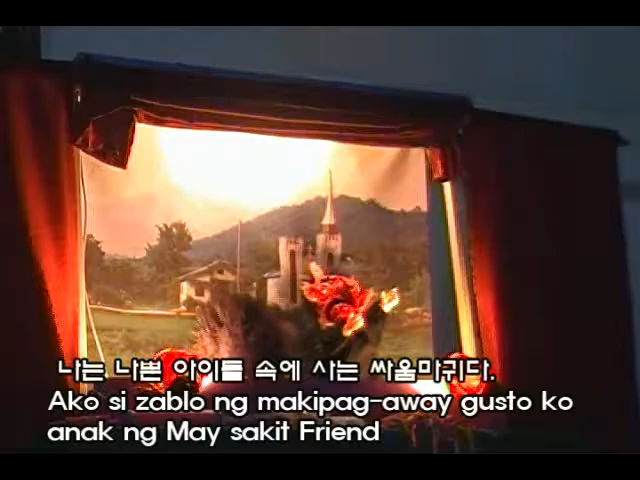 나는 나쁜 아이들 속에 사는 싸움마귀다.
Ako si zablo ng makipag-away gusto ko
anak ng May sakit Friend